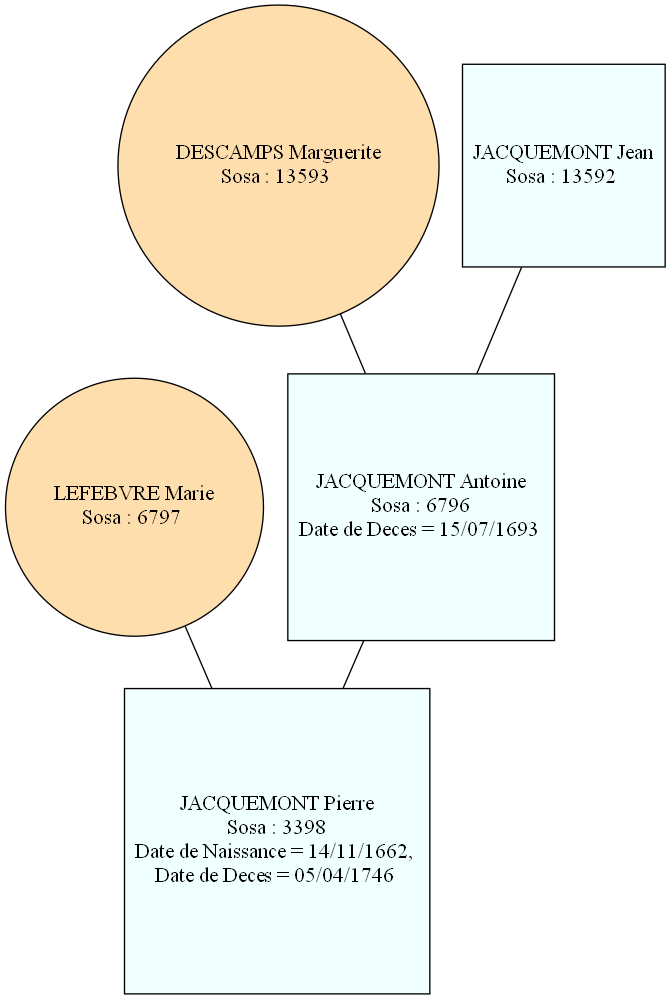 DESCAMPS Marguerite
Sosa : 13593
JACQUEMONT Jean
Sosa : 13592
JACQUEMONT Antoine
Sosa : 6796
Date de Deces = 15/07/1693
LEFEBVRE Marie
Sosa : 6797
JACQUEMONT Pierre
Sosa : 3398
Date de Naissance = 14/11/1662,
Date de Deces = 05/04/1746